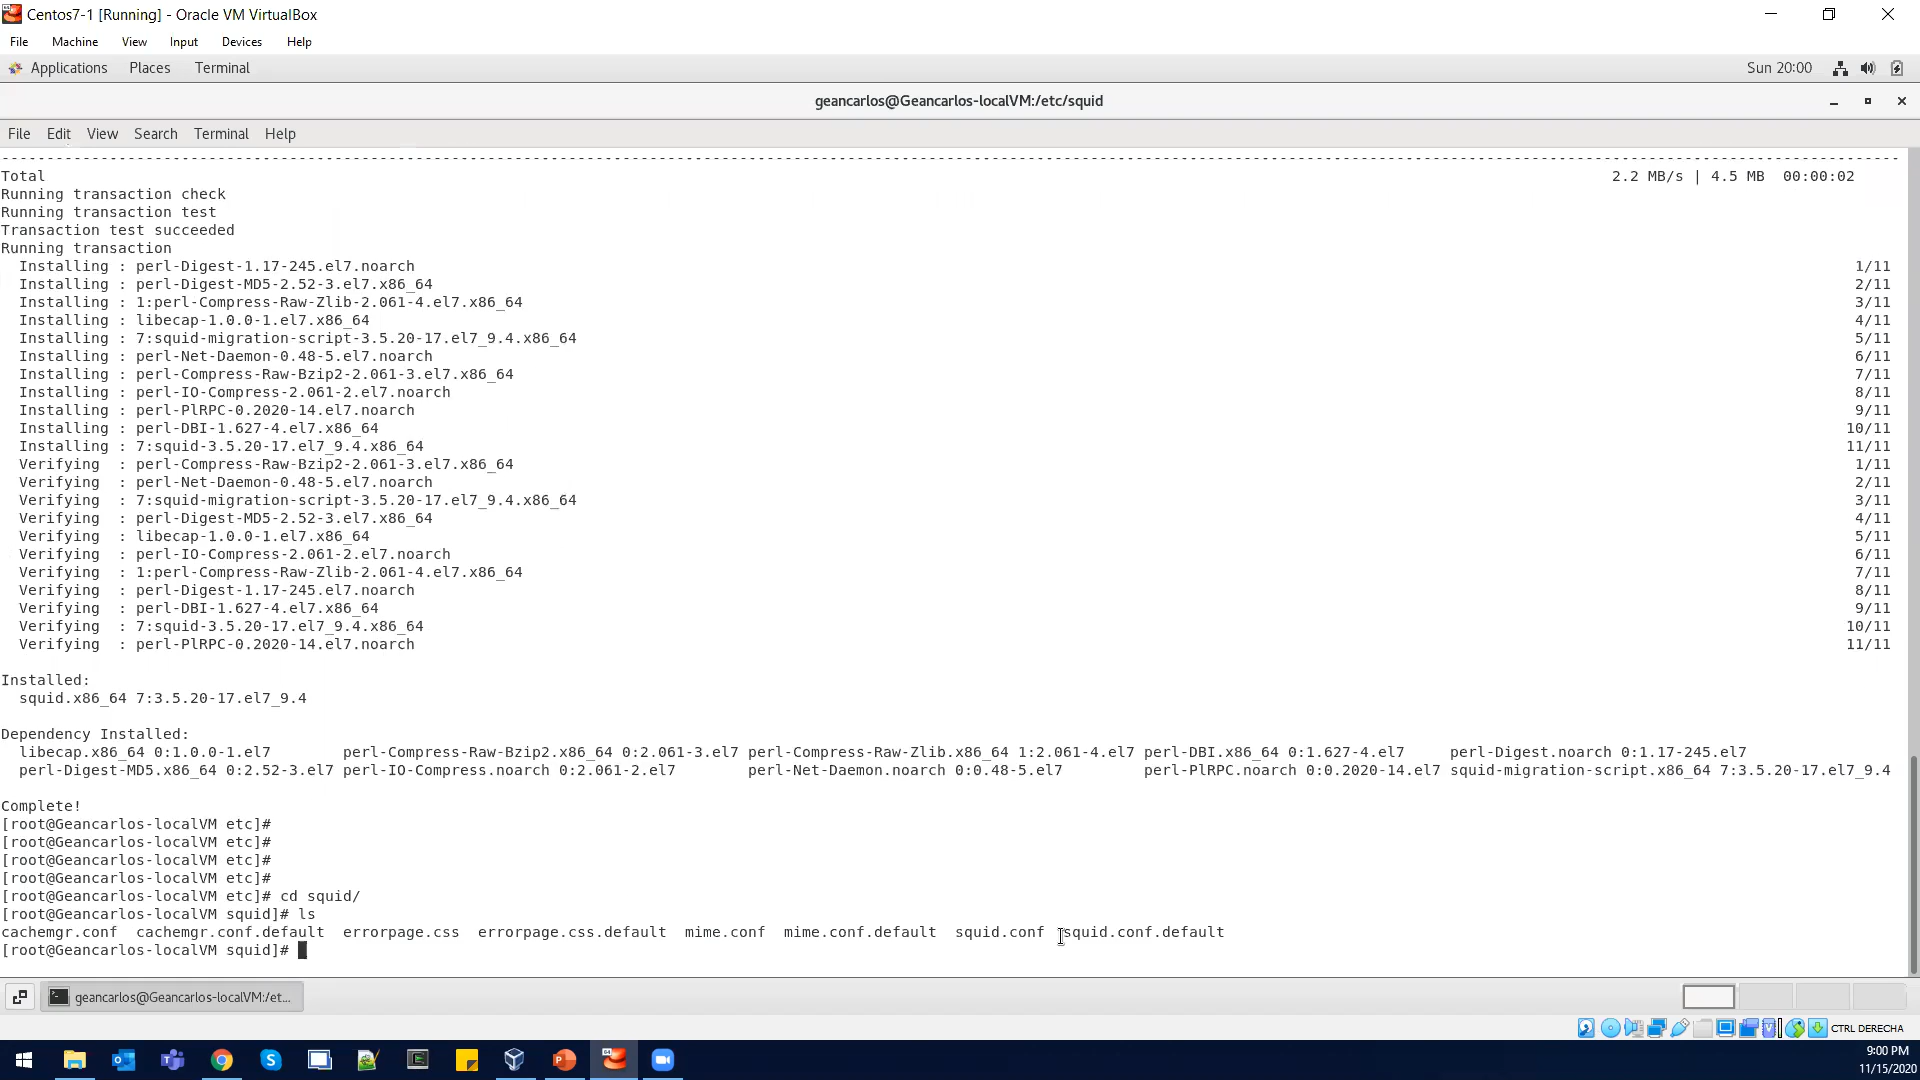 Centos7-1 [Running] - Oracle VM VirtualBox
File Machine View Input Devices Help
Applications Places Terminal Sun 20:00
geancarlos@Geancarlos-localVM:/etc/squid
File Edit View Search Terminal Help
--------------------------------------------------------------------------------
Total 2.2 MB/s | 4.5 MB 00:00:02
Running transaction check
Running transaction test
Transaction test succeeded
Running transaction
Installing : perl-Digest-1.17-245.el7.noarch 1/11
Installing : perl-Digest-MD5-2.52-3.el7.x86_64 2/11
Installing : 1:perl-Compress-Raw-Zlib-2.061-4.el7.x86_64 3/11
Installing : libecap-1.0.0-1.el7.x86_64 4/11
Installing : 7:squid-migration-script-3.5.20-17.el7_9.4.x86_64 5/11
Installing : perl-Net-Daemon-0.48-5.el7.noarch 6/11
Installing : perl-Compress-Raw-Bzip2-2.061-3.el7.x86_64 7/11
Installing : perl-IO-Compress-2.061-2.el7.noarch 8/11
Installing : perl-PlRPC-0.2020-14.el7.noarch 9/11
Installing : perl-DBI-1.627-4.el7.x86_64 10/11
Installing : 7:squid-3.5.20-17.el7_9.4.x86_64 11/11
Verifying : perl-Compress-Raw-Bzip2-2.061-3.el7.x86_64 1/11
Verifying : perl-Net-Daemon-0.48-5.el7.noarch 2/11
Verifying : 7:squid-migration-script-3.5.20-17.el7_9.4.x86_64 3/11
Verifying : perl-Digest-MD5-2.52-3.el7.x86_64 4/11
Verifying : libecap-1.0.0-1.el7.x86_64 5/11
Verifying : perl-IO-Compress-2.061-2.el7.noarch 6/11
Verifying : 1:perl-Compress-Raw-Zlib-2.061-4.el7.x86_64 7/11
Verifying : perl-Digest-1.17-245.el7.noarch 8/11
Verifying : perl-DBI-1.627-4.el7.x86_64 9/11
Verifying : 7:squid-3.5.20-17.el7_9.4.x86_64 10/11
Verifying : perl-PlRPC-0.2020-14.el7.noarch 11/11
Installed:
squid.x86_64 7:3.5.20-17.el7_9.4
Dependency Installed:
libecap.x86_64 0:1.0.0-1.el7 perl-Compress-Raw-Bzip2.x86_64 0:2.061-3.el7 perl-Compress-Raw-Zlib.x86_64 1:2.061-4.el7 perl-DBI.x86_64 0:1.627-4.el7 perl-Digest.noarch 0:1.17-245.el7
perl-Digest-MD5.x86_64 0:2.52-3.el7 perl-IO-Compress.noarch 0:2.061-2.el7 perl-Net-Daemon.noarch 0:0.48-5.el7 perl-PlRPC.noarch 0:0.2020-14.el7 squid-migration-script.x86_64 7:3.5.20-17.el7_9.4
Complete!
[root@Geancarlos-localVM etc]#
[root@Geancarlos-localVM etc]#
[root@Geancarlos-localVM etc]#
[root@Geancarlos-localVM etc]#
[root@Geancarlos-localVM etc]# cd squid/
[root@Geancarlos-localVM squid]# ls
cachemgr.conf cachemgr.conf.default errorpage.css errorpage.css.default mime.conf mime.conf.default squid.conf squid.conf.default
[root@Geancarlos-localVM squid]#
geancarlos@Geancarlos-localVM:/et...
CTRL DERECHA
9:00 PM
11/15/2020